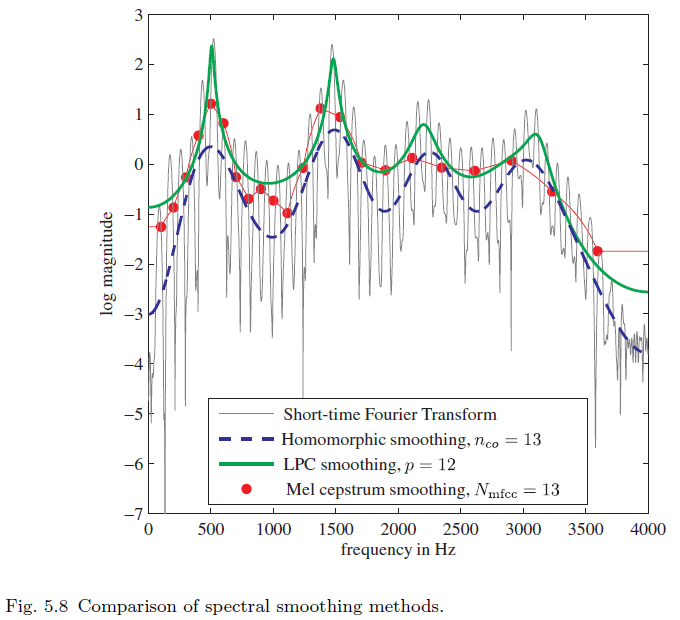 3
2
1
0
−1
−2
−3
−4
−5
−6
−7
log magnitude
Short-time Fourier Transform
Homomorphic smoothing, n_co = 13
LPC smoothing, p = 12
Mel cepstrum smoothing, N_mfcc = 13
0 500 1000 1500 2000 2500 3000 3500 4000
frequency in Hz
Fig. 5.8 Comparison of spectral smoothing methods.